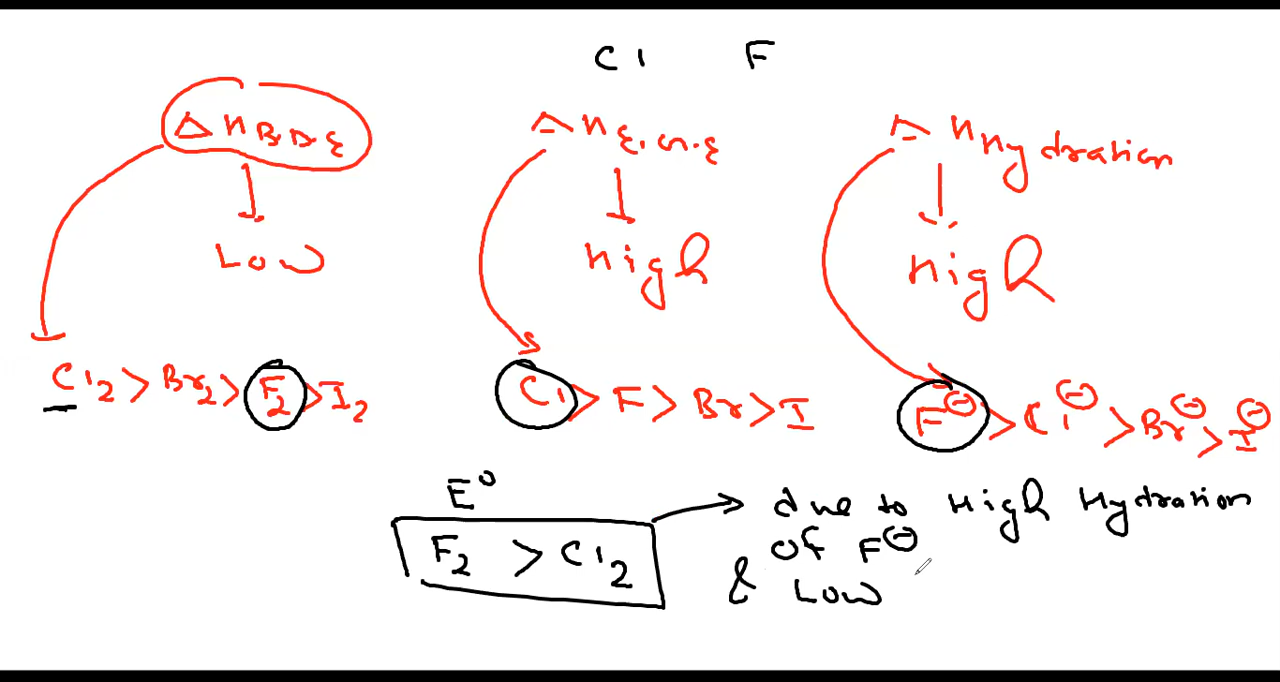 Cl F
ΔH B.D.E ΔH E.G.E ΔH Hydration
Low High High
Cl₂ > Br₂ > F₂ > I₂ Cl > F > Br > I F⊖ > Cl⊖ > Br⊖ > I⊖
E⁰
F₂ > Cl₂ due to High Hydration
of F⊖
& Low